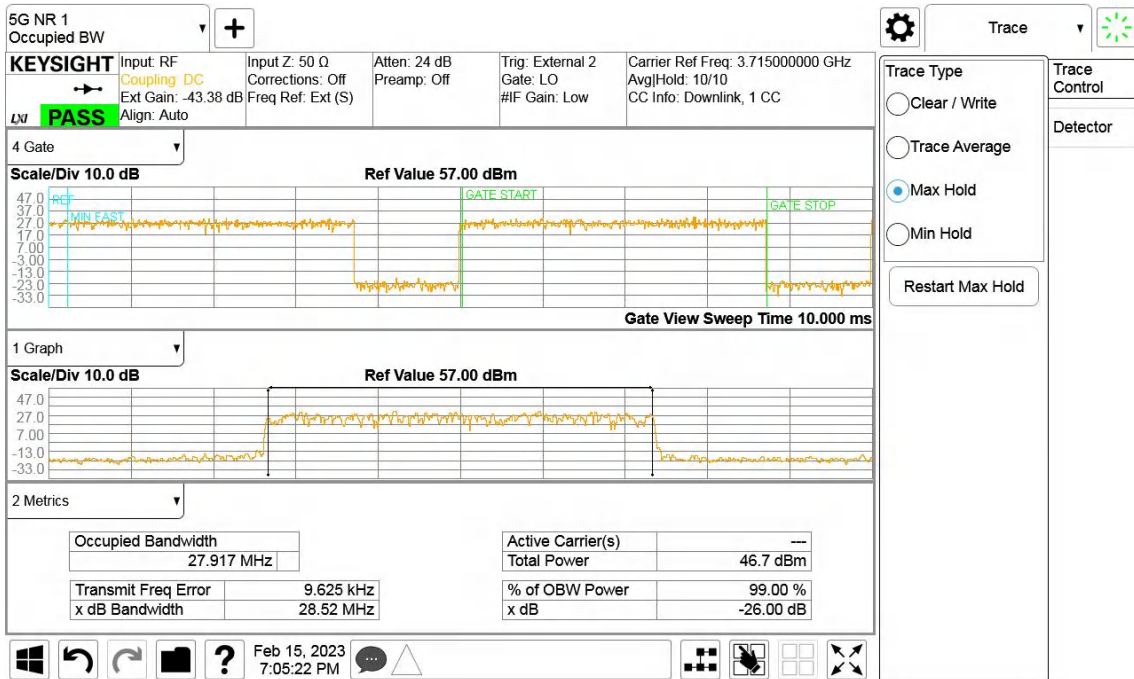 5G NR 1
Occupied BW
+
Trace
KEYSIGHT
LXI
PASS
Input: RF
Coupling: DC
Ext Gain: -43.38 dB
Align: Auto
Input Z: 50 Ω
Corrections: Off
Freq Ref: Ext (S)
Atten: 24 dB
Preamp: Off
Trig: External 2
Gate: LO
#IF Gain: Low
Carrier Ref Freq: 3.715000000 GHz
Avg|Hold: 10/10
CC Info: Downlink, 1 CC
Trace Type
Clear / Write
Trace Average
Max Hold
Min Hold
Restart Max Hold
Trace
Control
Detector
4 Gate
Scale/Div 10.0 dB
Ref Value 57.00 dBm
47.0
37.0
27.0
17.0
7.00
-3.00
-13.0
-23.0
-33.0
REF
MIN FAST
GATE START
GATE STOP
Gate View Sweep Time 10.000 ms
1 Graph
Scale/Div 10.0 dB
Ref Value 57.00 dBm
47.0
27.0
7.00
-13.0
-33.0
2 Metrics
Occupied Bandwidth
27.917 MHz
Transmit Freq Error 9.625 kHz
x dB Bandwidth 28.52 MHz
Active Carrier(s) ---
Total Power 46.7 dBm
% of OBW Power 99.00 %
x dB -26.00 dB
?
Feb 15, 2023
7:05:22 PM